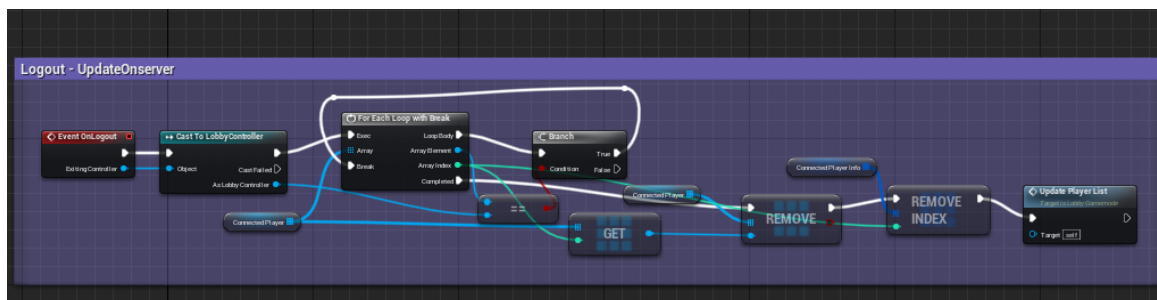 Logout - UpdateOnserver
Event OnLogout
Exiting Controller
Cast To LobbyController
Object
Cast Failed
As Lobby Controller
For Each Loop with Break
Exec
Loop Body
Array
Array Element
Break
Array Index
Completed
Branch
True
Condition
False
Connected Player
==
GET
Connected Player
REMOVE
Connected Player Info
REMOVE
INDEX
Update Player List
Target is Lobby Gamemode
Target self